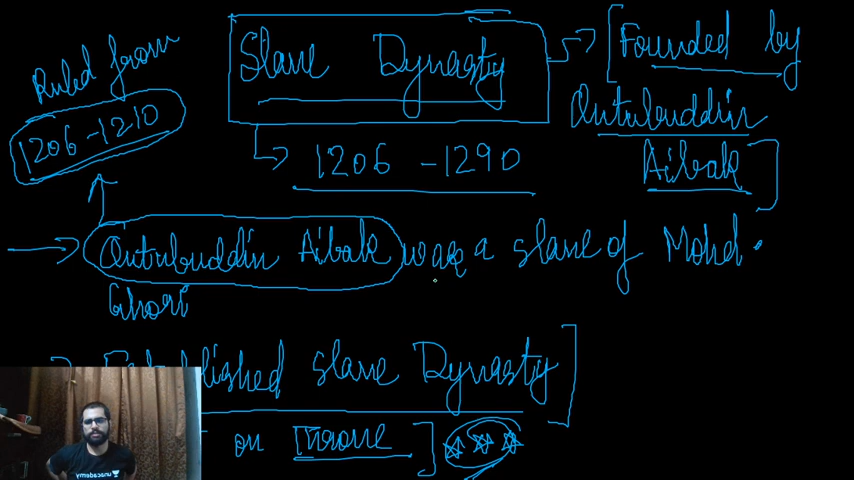 Ruled from
1206 - 1210
Slave Dynasty
1206 - 1290
[Founded by
Qutubuddin
Aibak]
Qutubuddin Aibak was a slave of Mohd.
Ghori
Established slave Dynasty]
on Throne]
unacademy